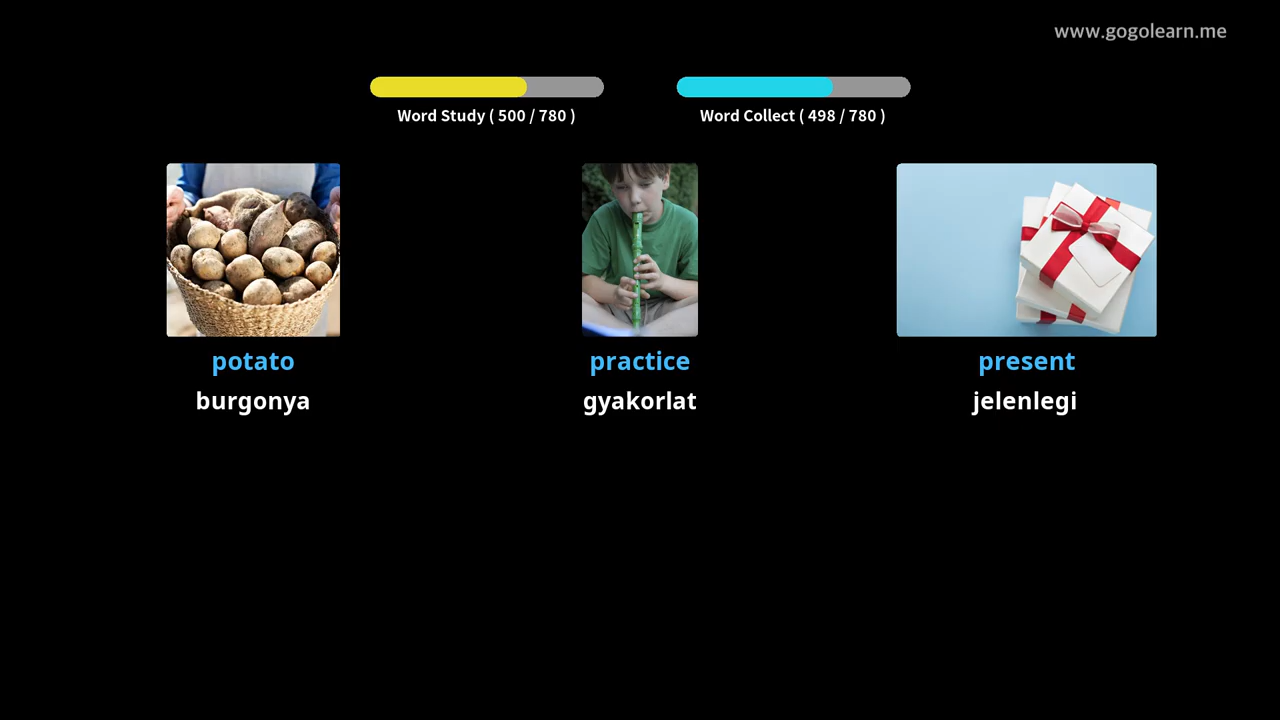 www.gogolearn.me
Word Study ( 500 / 780 )
Word Collect ( 498 / 780 )
potato
burgonya
practice
gyakorlat
present
jelenlegi